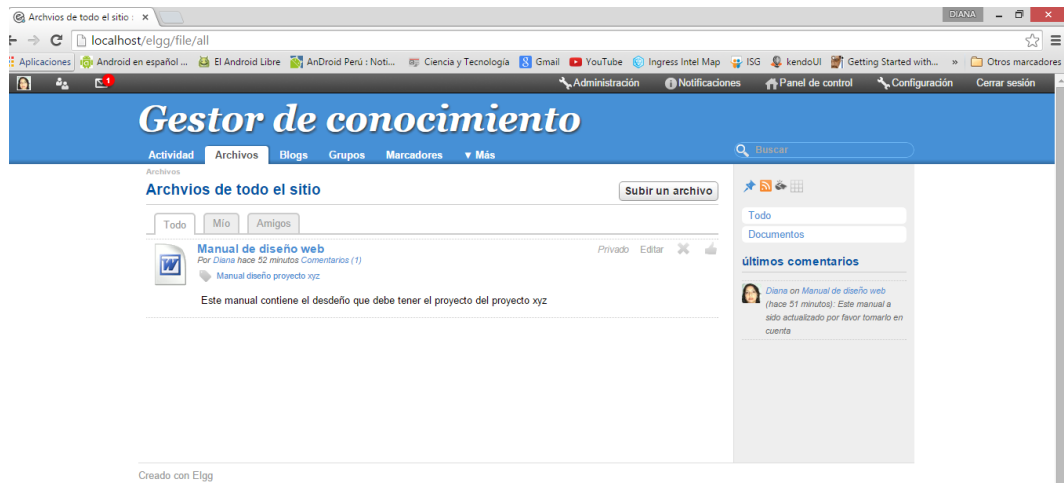 Archvios de todo el sitio :
DIANA
localhost/elgg/file/all
Aplicaciones Android en español ... El Android Libre AnDroid Perú : Noti... Ciencia y Tecnología Gmail YouTube Ingress Intel Map ISG kendoUI Getting Started with... » Otros marcadores
1 Administración Notificaciones Panel de control Configuración Cerrar sesión
Gestor de conocimiento
Actividad Archivos Blogs Grupos Marcadores ▼ Más Buscar
Archivos
Archvios de todo el sitio Subir un archivo
Todo Mío Amigos
Manual de diseño web Privado Editar
Por Diana hace 52 minutos Comentarios (1)
Manual diseño proyecto xyz
Este manual contiene el desdeño que debe tener el proyecto del proyecto xyz
Todo
Documentos
últimos comentarios
Diana on Manual de diseño web
(hace 51 minutos): Este manual a
sido actualizado por favor tomarlo en
cuenta
Creado con Elgg